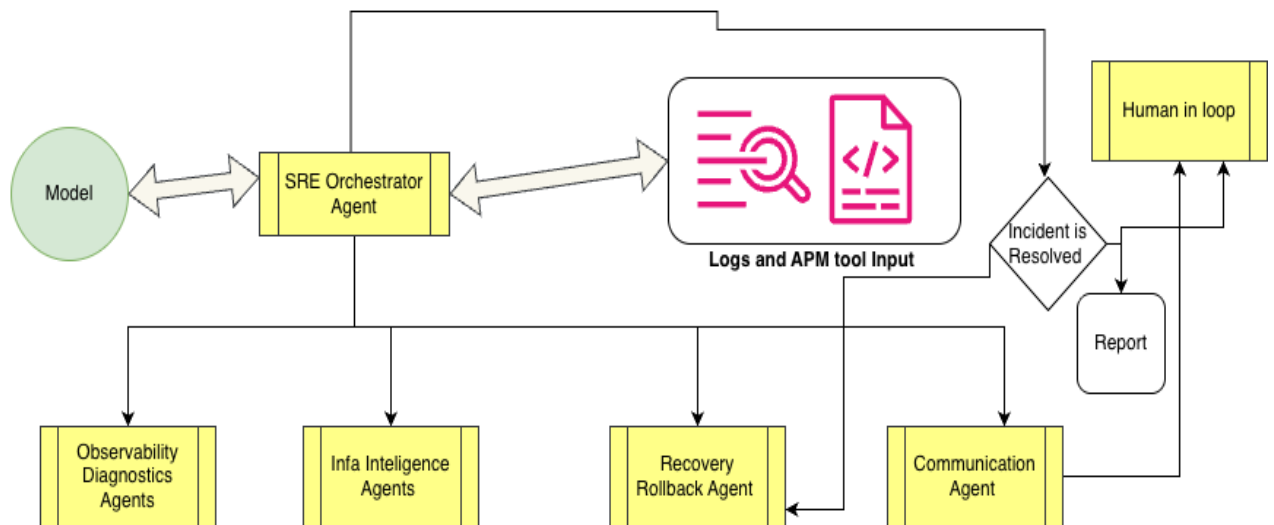 Human in loop
Model
SRE Orchestrator
Agent
</>
Logs and APM tool Input
Incident is
Resolved
Report
Observability
Diagnostics
Agents
Infa Inteligence
Agents
Recovery
Rollback Agent
Communication
Agent